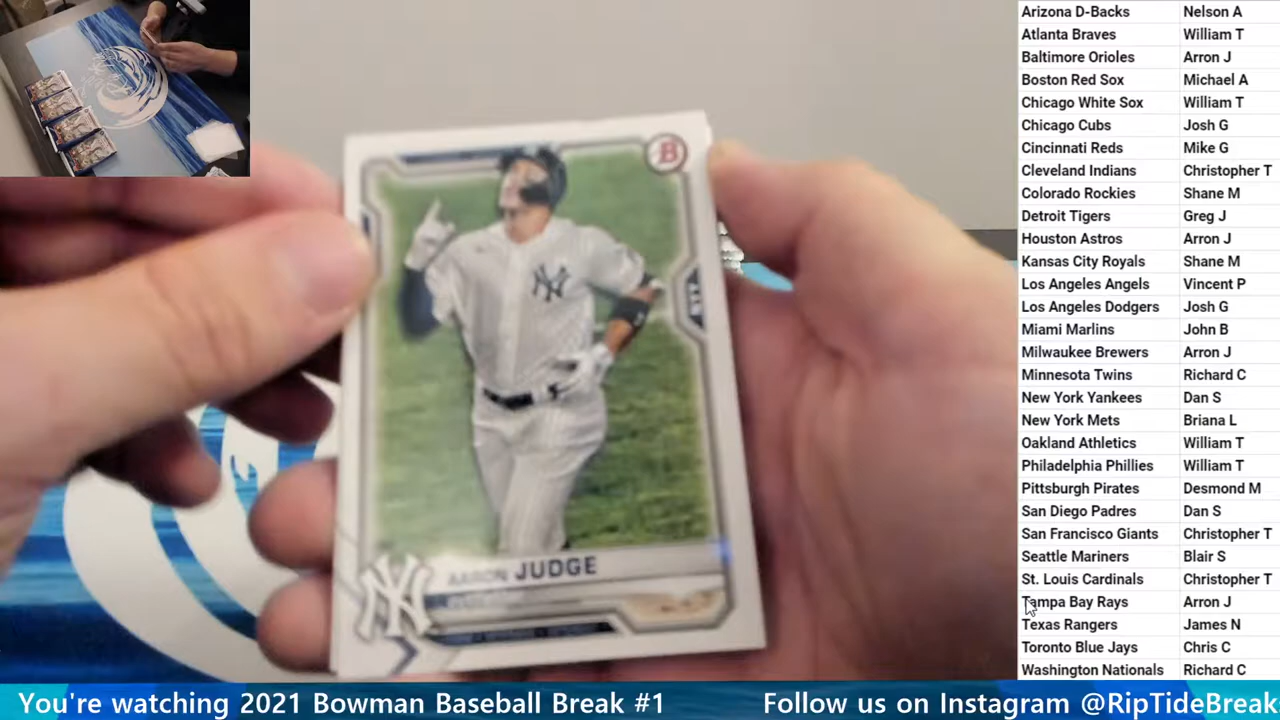 Arizona D-Backs Nelson A
Atlanta Braves William T
Baltimore Orioles Arron J
Boston Red Sox Michael A
Chicago White Sox William T
Chicago Cubs Josh G
Cincinnati Reds Mike G
Cleveland Indians Christopher T
Colorado Rockies Shane M
Detroit Tigers Greg J
Houston Astros Arron J
Kansas City Royals Shane M
Los Angeles Angels Vincent P
Los Angeles Dodgers Josh G
Miami Marlins John B
Milwaukee Brewers Arron J
Minnesota Twins Richard C
New York Yankees Dan S
New York Mets Briana L
Oakland Athletics William T
Philadelphia Phillies William T
Pittsburgh Pirates Desmond M
San Diego Padres Dan S
San Francisco Giants Christopher T
Seattle Mariners Blair S
St. Louis Cardinals Christopher T
Tampa Bay Rays Arron J
Texas Rangers James N
Toronto Blue Jays Chris C
Washington Nationals Richard C
B
NY
AARON JUDGE
NY
You're watching 2021 Bowman Baseball Break #1 Follow us on Instagram @RipTideBreak